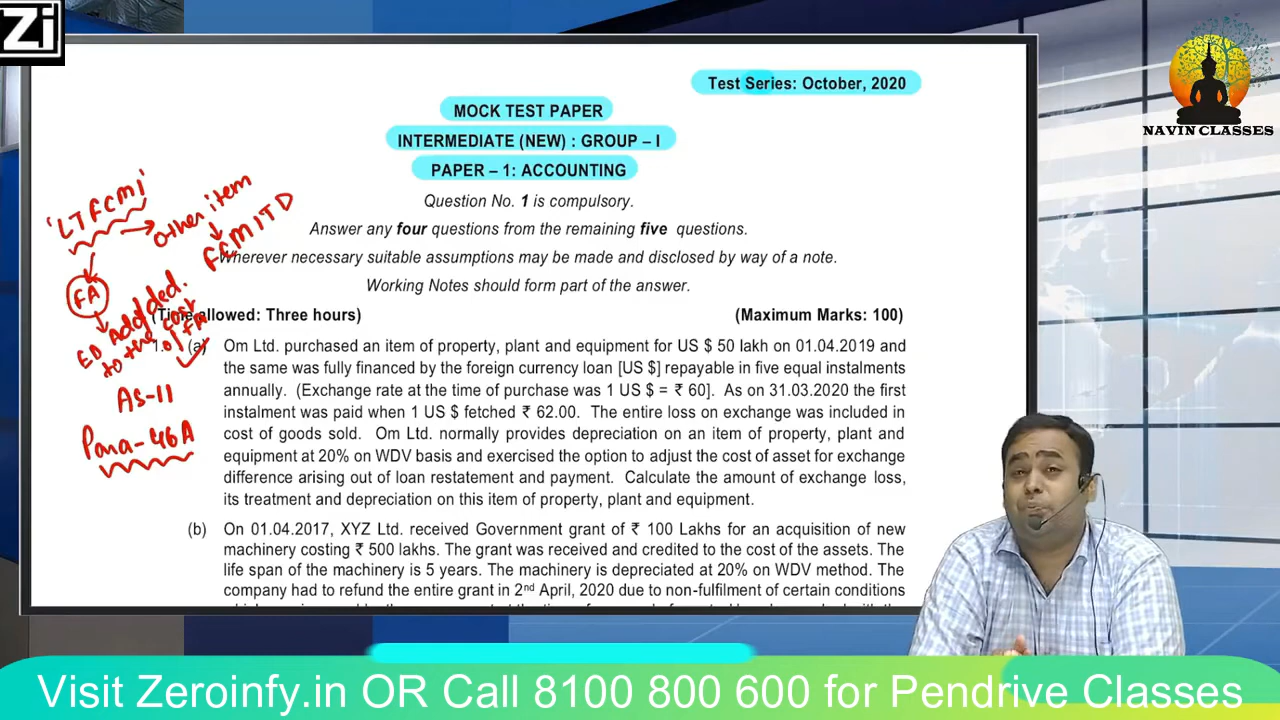 Zi
NAVIN CLASSES
Test Series: October, 2020
MOCK TEST PAPER
INTERMEDIATE (NEW) : GROUP – I
PAPER – 1: ACCOUNTING
Question No. 1 is compulsory.
Answer any four questions from the remaining five questions.
Wherever necessary suitable assumptions may be made and disclosed by way of a note.
Working Notes should form part of the answer.
(Time allowed: Three hours) (Maximum Marks: 100)
'LTFCMI'
other item
FCMITD
FA
ED Added
to the cost
of FA
AS-11
Para-46A
1. (a) Om Ltd. purchased an item of property, plant and equipment for US $ 50 lakh on 01.04.2019 and
the same was fully financed by the foreign currency loan [US $] repayable in five equal instalments
annually. (Exchange rate at the time of purchase was 1 US $ = ₹ 60]. As on 31.03.2020 the first
instalment was paid when 1 US $ fetched ₹ 62.00. The entire loss on exchange was included in
cost of goods sold. Om Ltd. normally provides depreciation on an item of property, plant and
equipment at 20% on WDV basis and exercised the option to adjust the cost of asset for exchange
difference arising out of loan restatement and payment. Calculate the amount of exchange loss,
its treatment and depreciation on this item of property, plant and equipment.
(b) On 01.04.2017, XYZ Ltd. received Government grant of ₹ 100 Lakhs for an acquisition of new
machinery costing ₹ 500 lakhs. The grant was received and credited to the cost of the assets. The
life span of the machinery is 5 years. The machinery is depreciated at 20% on WDV method. The
company had to refund the entire grant in 2nd April, 2020 due to non-fulfilment of certain conditions
Visit Zeroinfy.in OR Call 8100 800 600 for Pendrive Classes